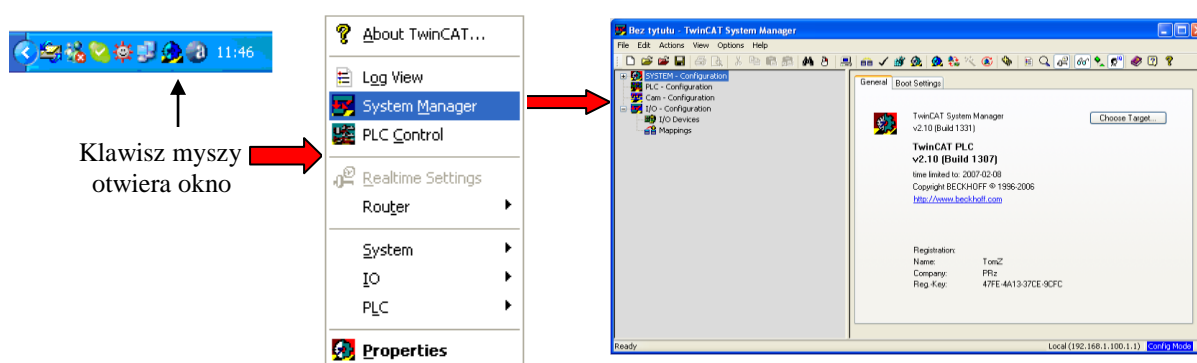 11:46
Klawisz myszy
otwiera okno
About TwinCAT...
Log View
System Manager
PLC Control
Realtime Settings
Router
System
IO
PLC
Properties
Bez tytułu - TwinCAT System Manager
File Edit Actions View Options Help
SYSTEM - Configuration
PLC - Configuration
Cam - Configuration
I/O - Configuration
I/O Devices
Mappings
General Boot Settings
TwinCAT System Manager
v2.10 (Build 1331)
Choose Target...
TwinCAT PLC
v2.10 (Build 1307)
time limited to: 2007-02-08
Copyright BECKHOFF © 1996-2006
http://www.beckhoff.com
Registration:
Name: TomZ
Company: PRz
Reg.-Key: 47FE-4A13-37CE-9CFC
Ready
Local (192.168.1.100.1.1) Config Mode